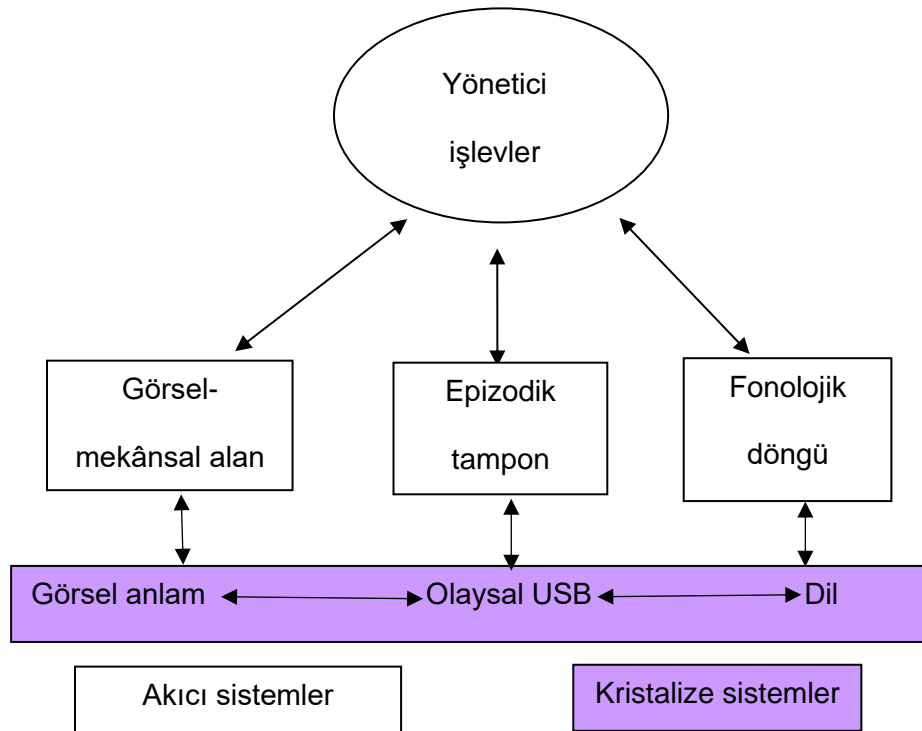 Yönetici
işlevler
Görsel-
mekânsal alan
Epizodik
tampon
Fonolojik
döngü
Görsel anlam
Olaysal USB
Dil
Akıcı sistemler
Kristalize sistemler